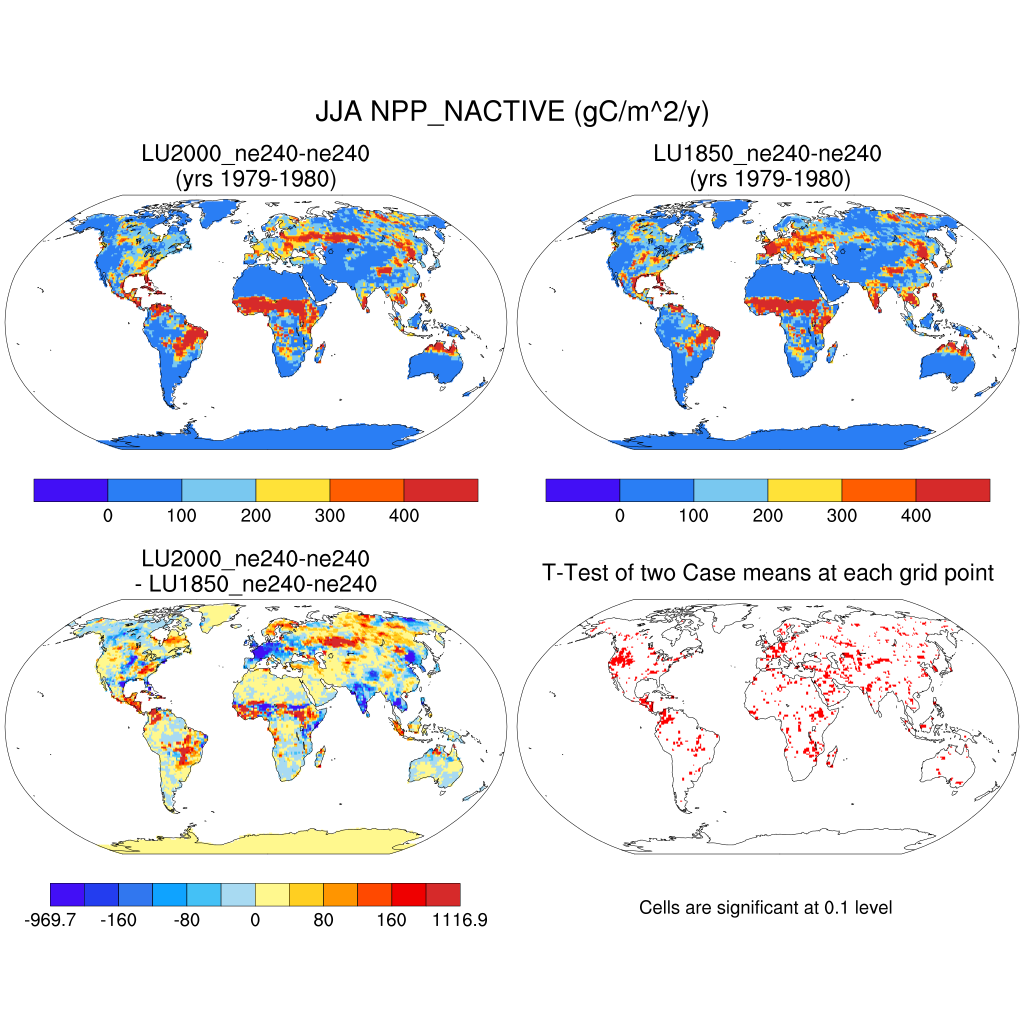 JJA NPP_NACTIVE (gC/m^2/y)
LU2000_ne240-ne240
(yrs 1979-1980)
LU1850_ne240-ne240
(yrs 1979-1980)
0 100 200 300 400
0 100 200 300 400
LU2000_ne240-ne240
- LU1850_ne240-ne240
T-Test of two Case means at each grid point
-969.7 -160 -80 0 80 160 1116.9
Cells are significant at 0.1 level